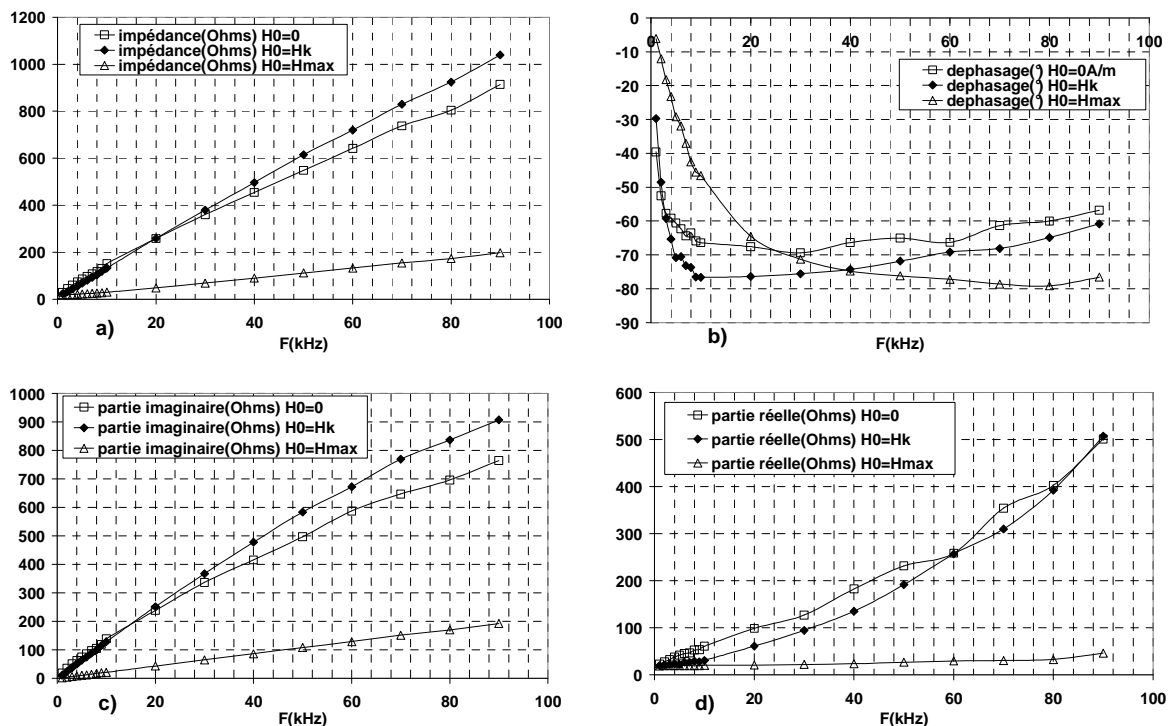 1200
1000
800
600
400
200
0
impédance(Ohms) H0=0
impédance(Ohms) H0=Hk
impédance(Ohms) H0=Hmax
0 20 40 60 80 100
a)
F(kHz)
0
-10
-20
-30
-40
-50
-60
-70
-80
-90
0 20 40 60 80 100
dephasage(°) H0=0A/m
dephasage(°) H0=Hk
dephasage(°) H0=Hmax
b)
F(kHz)
1000
900
800
700
600
500
400
300
200
100
0
partie imaginaire(Ohms) H0=0
partie imaginaire(Ohms) H0=Hk
partie imaginaire(Ohms) H0=Hmax
0 20 40 60 80 100
c)
F(kHz)
600
500
400
300
200
100
0
partie réelle(Ohms) H0=0
partie réelle(Ohms) H0=Hk
partie réelle(Ohms) H0=Hmax
0 20 40 60 80 100
d)
F(kHz)